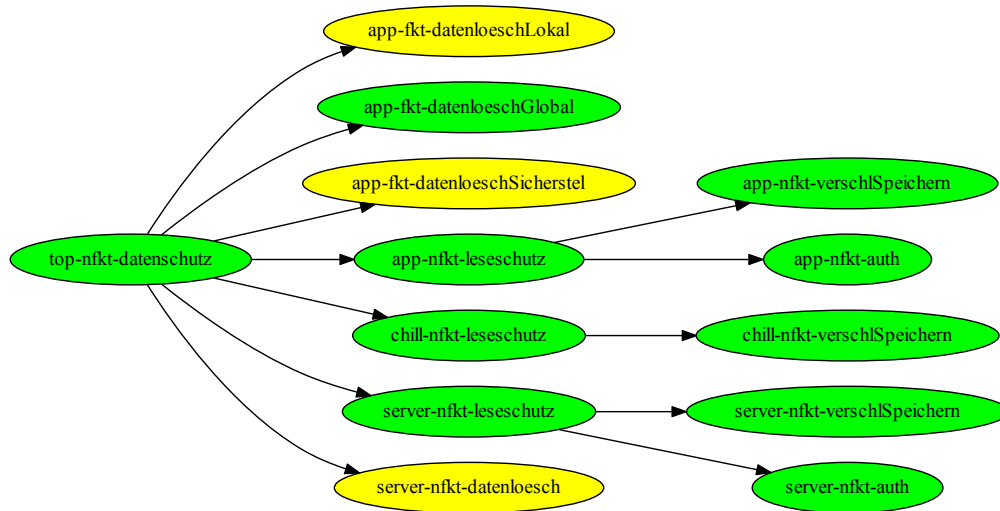 app-fkt-datenloeschLokal
app-fkt-datenloeschGlobal
app-fkt-datenloeschSicherstel
app-nfkt-verschlSpeichern
top-nfkt-datenschutz
app-nfkt-leseschutz
app-nfkt-auth
chill-nfkt-leseschutz
chill-nfkt-verschlSpeichern
server-nfkt-leseschutz
server-nfkt-verschlSpeichern
server-nfkt-datenloesch
server-nfkt-auth